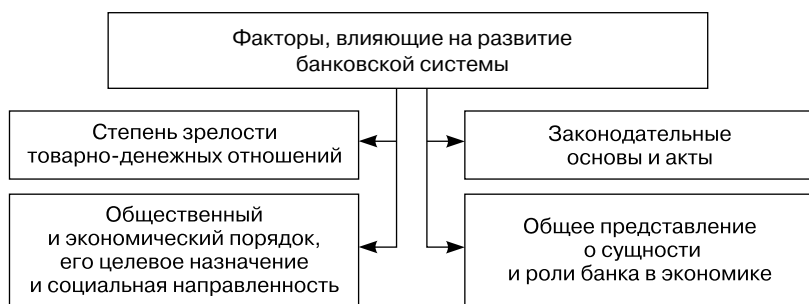 Факторы, влияющие на развитие
банковской системы
Степень зрелости
товарно-денежных отношений
Законодательные
основы и акты
Общественный
и экономический порядок,
его целевое назначение
и социальная направленность
Общее представление
о сущности
и роли банка в экономике